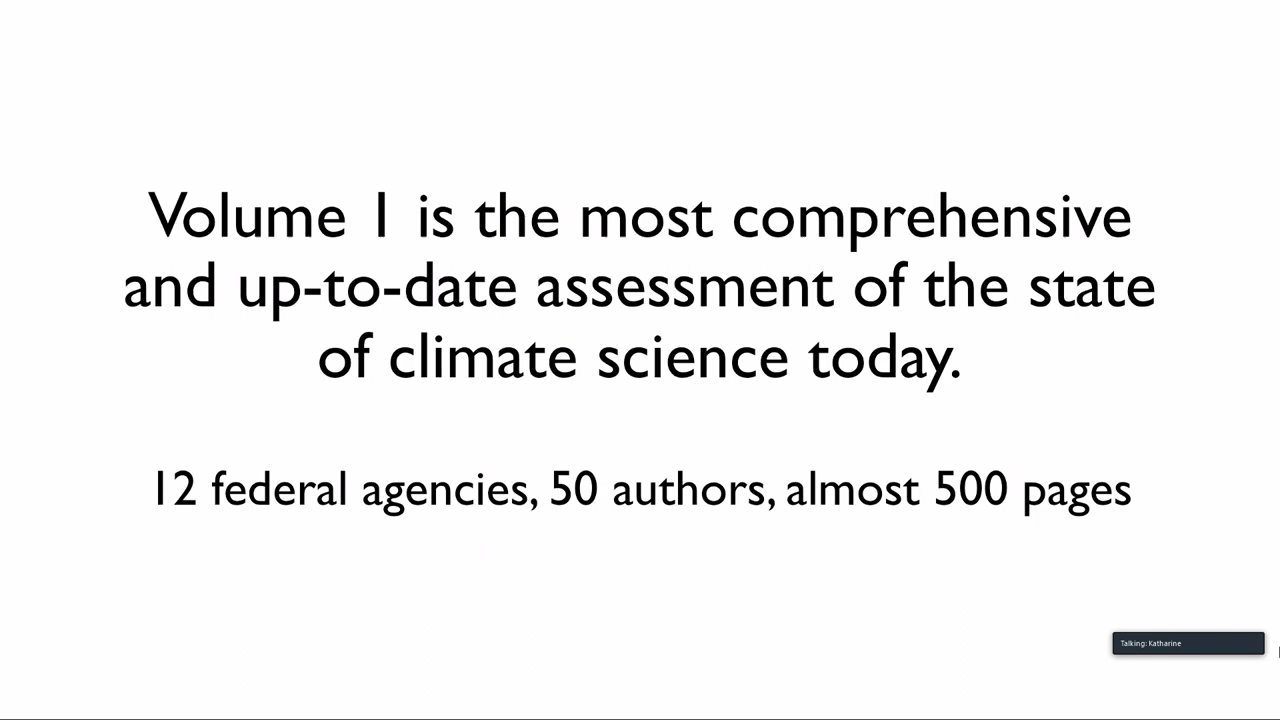 Volume 1 is the most comprehensive
and up-to-date assessment of the state
of climate science today.
12 federal agencies, 50 authors, almost 500 pages
Talking: Katharine